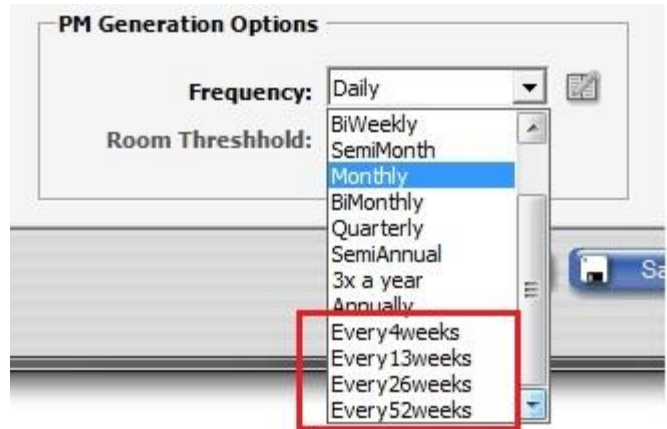 PM Generation Options
Frequency: Daily
Room Threshhold:
BiWeekly
SemiMonth
Monthly
BiMonthly
Quarterly
SemiAnnual
3x a year
Annually
Every4weeks
Every13weeks
Every26weeks
Every52weeks
Sa